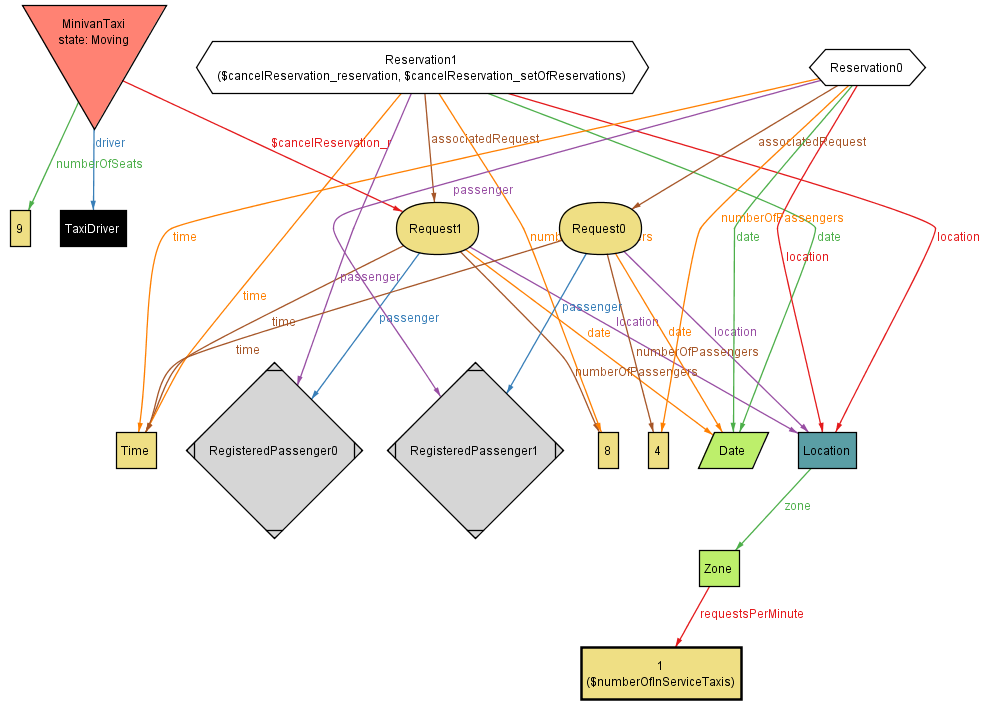 MinivanTaxi
state: Moving
Reservation1
($cancelReservation_reservation, $cancelReservation_setOfReservations)
Reservation0
driver
$cancelReservation_r
associatedRequest
associatedRequest
numberOfSeats
passenger
9
TaxiDriver
time
Request1
numberOfPassengers
Request0
numberOfPassengers
date
date
location
location
passenger
time
time
passenger
passenger
location
date
date
location
time
numberOfPassengers
numberOfPassengers
Time
RegisteredPassenger0
RegisteredPassenger1
8
4
Date
Location
zone
Zone
requestsPerMinute
1
($numberOfInServiceTaxis)